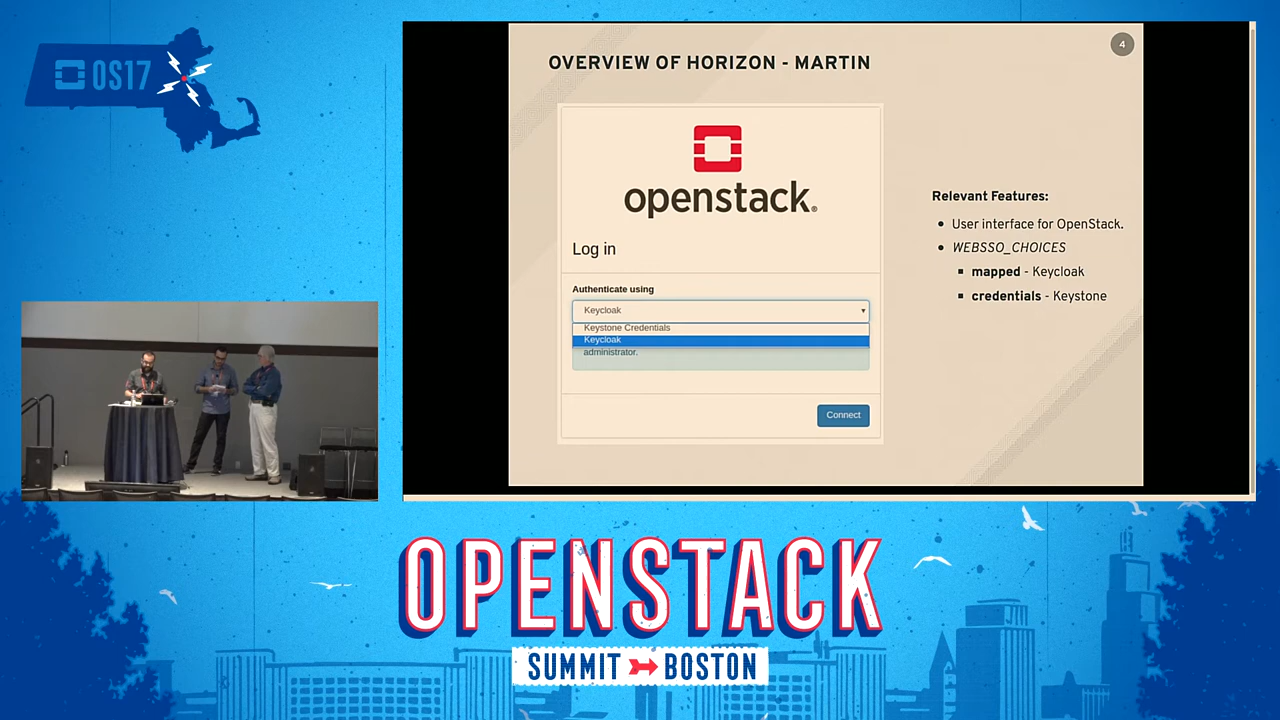 OS17
4
OVERVIEW OF HORIZON - MARTIN
openstack®
Log in
Authenticate using
Keycloak
Keystone Credentials
Keycloak
administrator.
Connect
Relevant Features:
User interface for OpenStack.
WEBSSO_CHOICES
mapped - Keycloak
credentials - Keystone
OPENSTACK
SUMMIT BOSTON